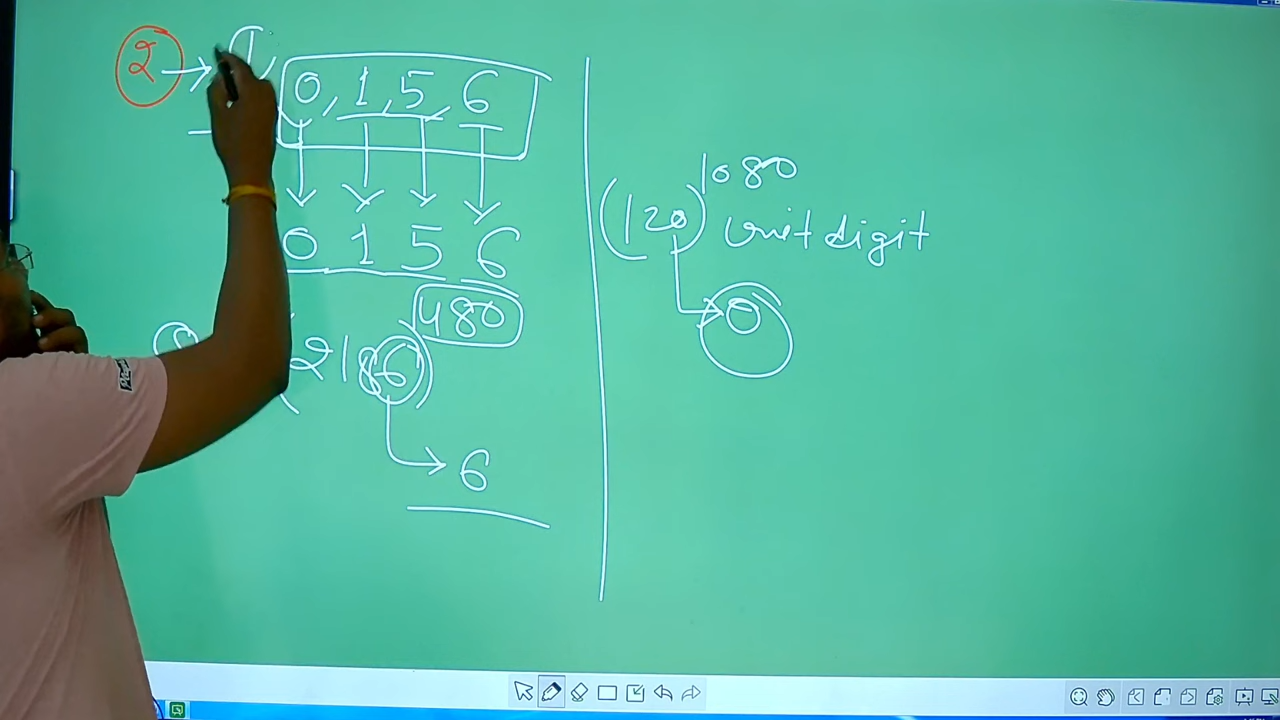 2 →
0, 1, 5, 6
0 1 5 6
(2186)480
6
(120)1080 unit digit
0